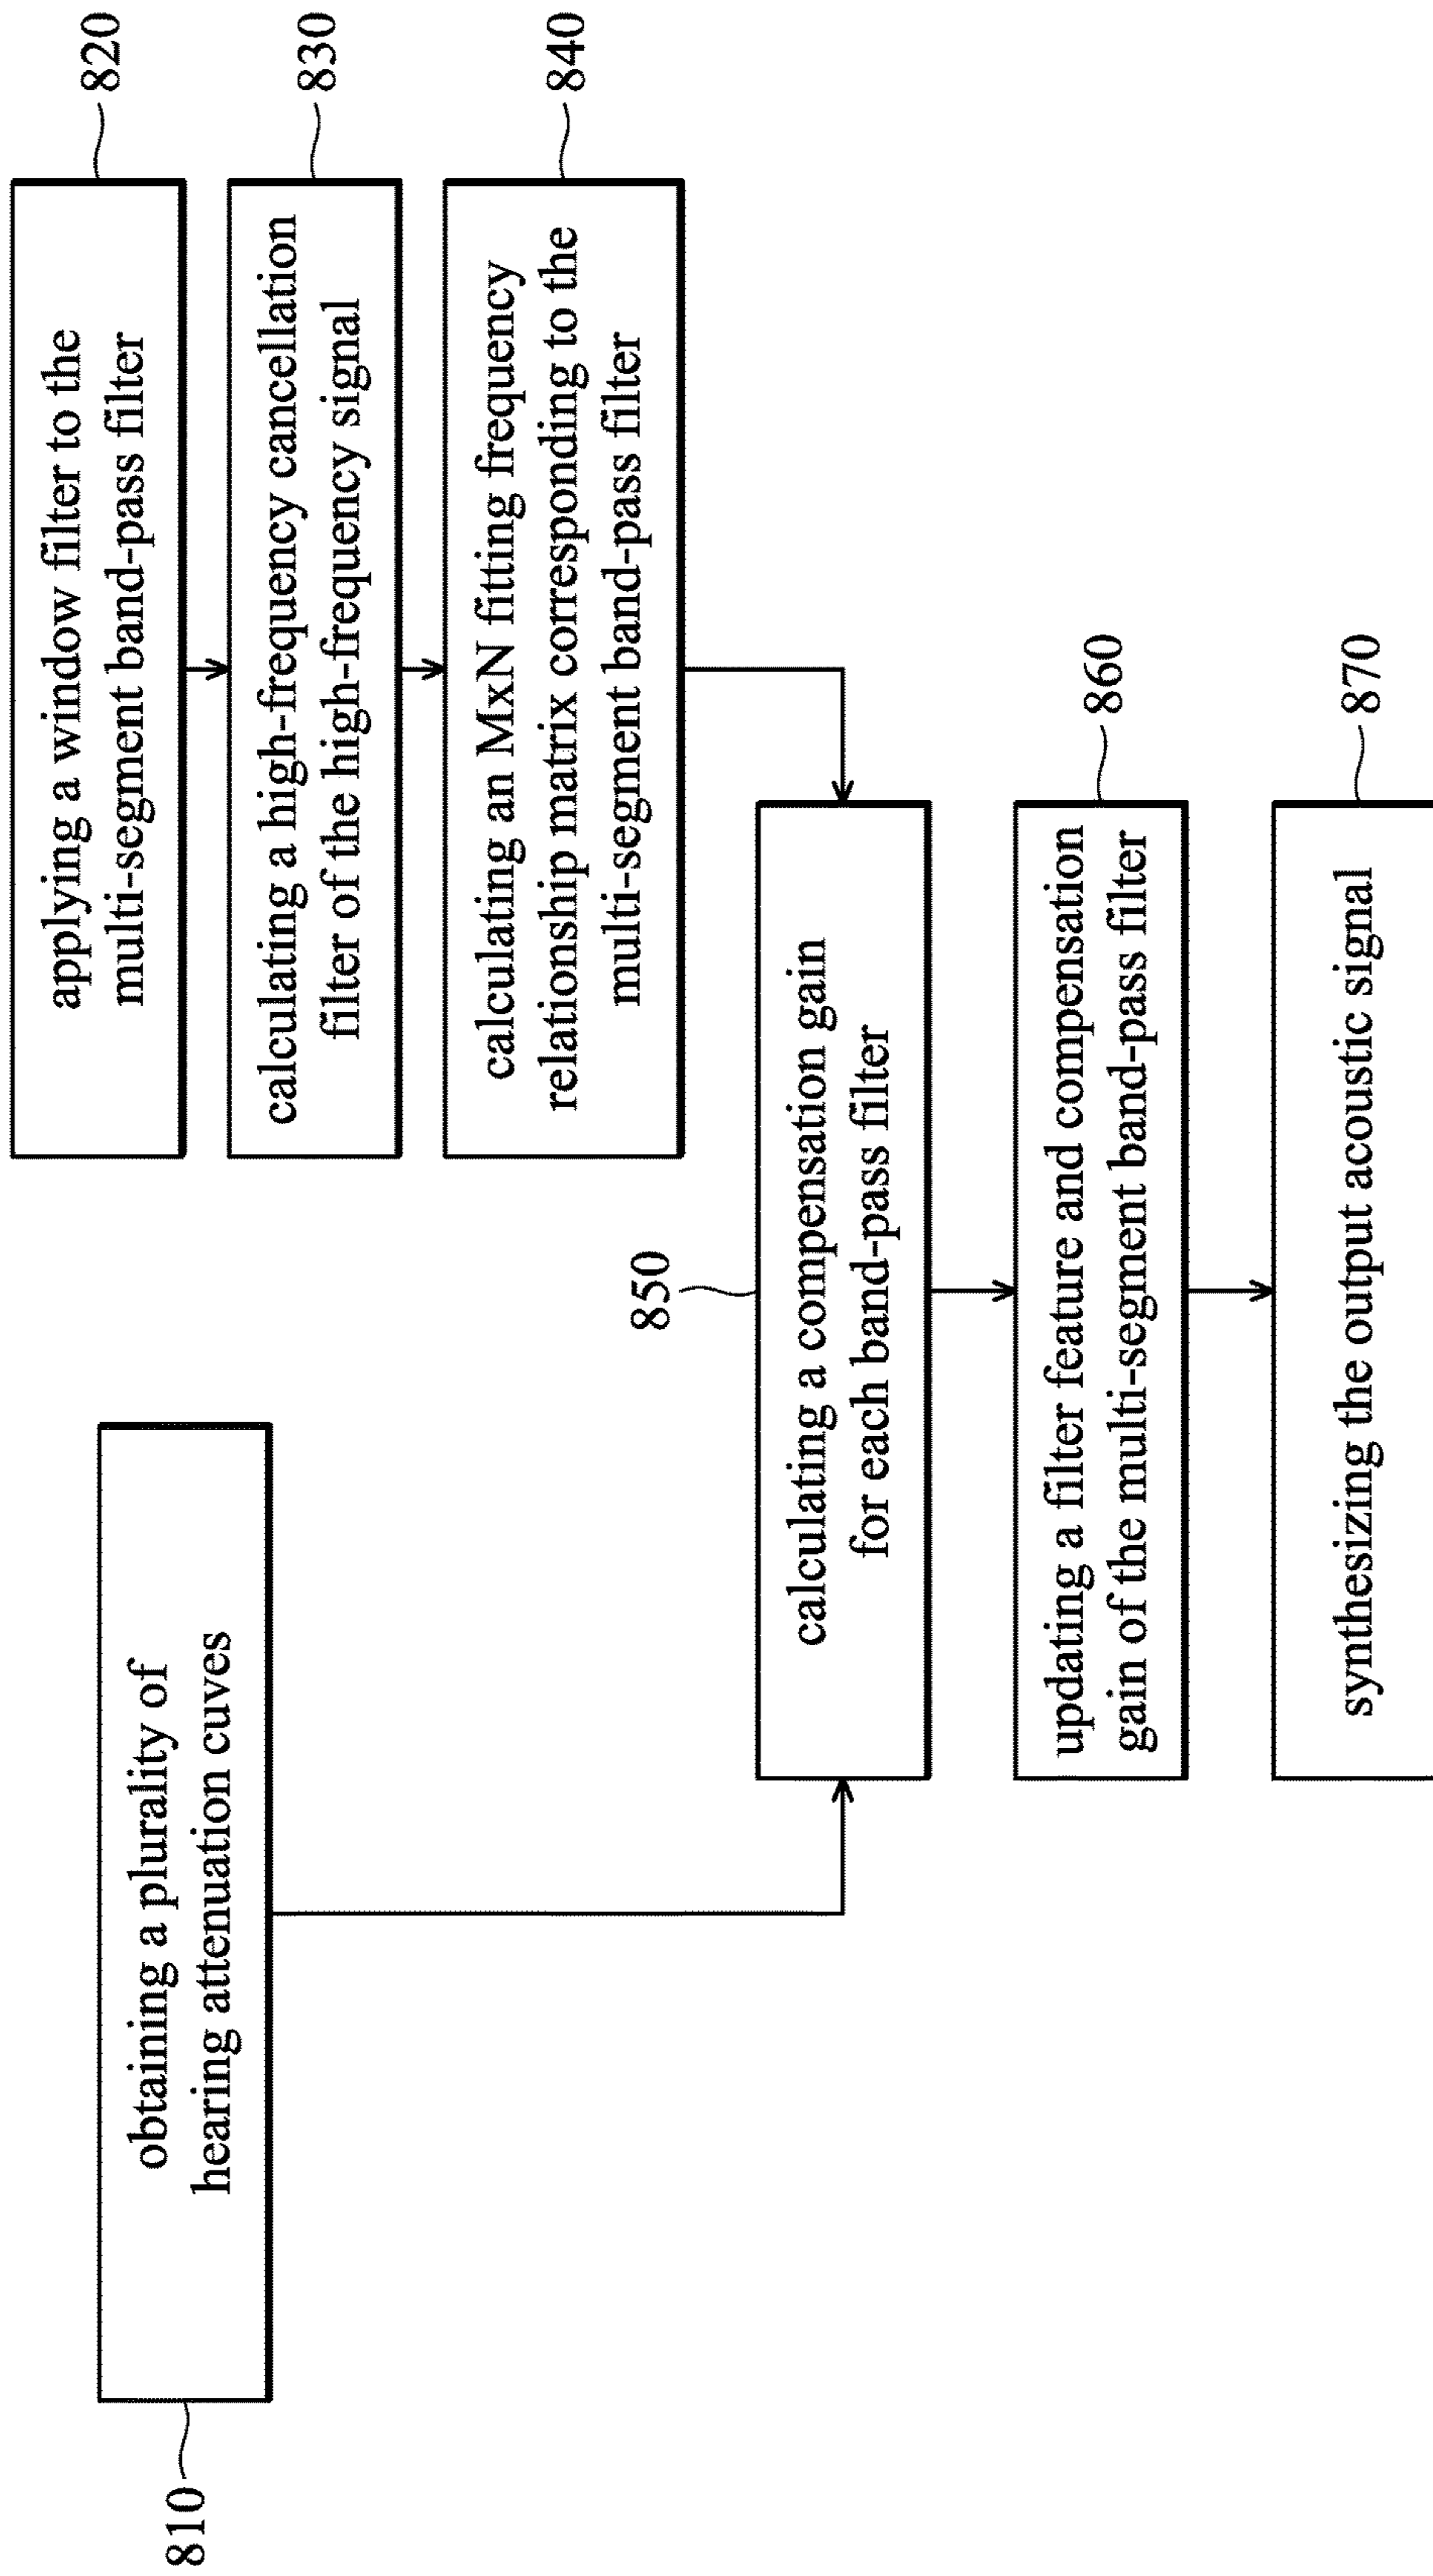 810
obtaining a plurality of
hearing attenuation cuves
applying a window filter to the
multi-segment band-pass filter
820
calculating a high-frequency cancellation
filter of the high-frequency signal
830
calculating an MxN fitting frequency
relationship matrix corresponding to the
multi-segment band-pass filter
840
850
calculating a compensation gain
for each band-pass filter
updating a filter feature and compensation
gain of the multi-segment band-pass filter
860
synthesizing the output acoustic signal
870